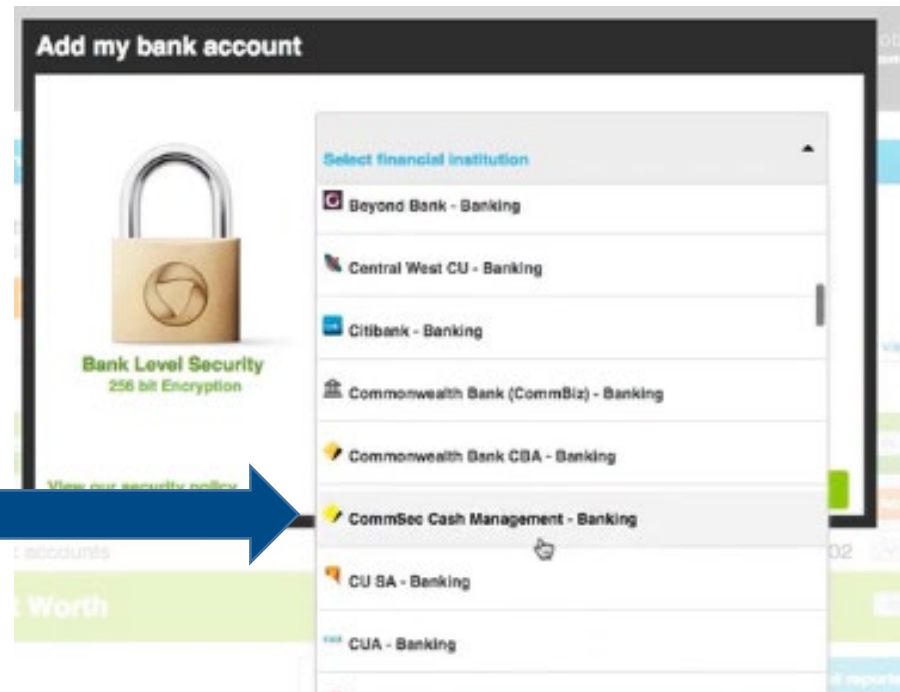 Add my bank account
Select financial institution
Beyond Bank - Banking
Central West CU - Banking
Citibank - Banking
Bank Level Security
256 bit Encryption
Commonwealth Bank (CommBiz) - Banking
Commonwealth Bank CBA - Banking
View our security policy
CommSec Cash Management - Banking
accounts
02
CU SA - Banking
Worth
CUA - Banking